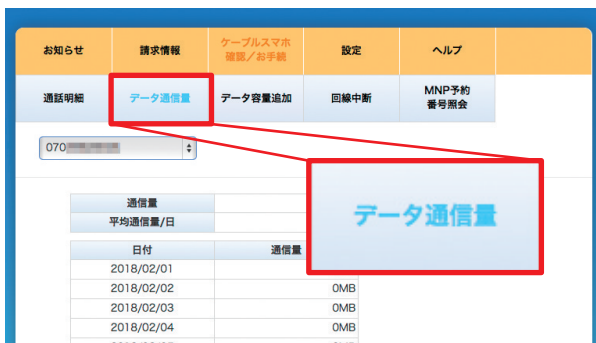 お知らせ 請求情報 ケーブルスマホ 設定 ヘルプ
確認／お手続
通話明細 データ通信量 データ容量追加 回線中断 MNP予約
番号照会
070
データ通信量
通信量
平均通信量/日
日付 通信量
2018/02/01
2018/02/02 0MB
2018/02/03 0MB
2018/02/04 0MB